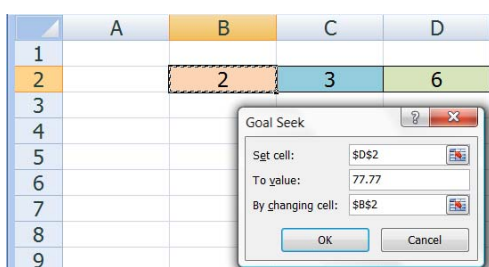 A B C D
1
2 2 3 6
3
4
5
6
7
8
9
Goal Seek
Set cell: $D$2
To value: 77.77
By changing cell: $B$2
OK Cancel